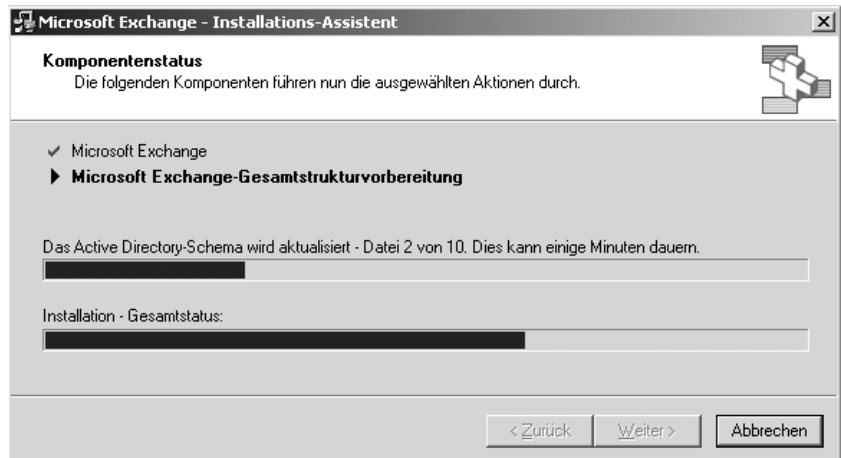 Microsoft Exchange - Installations-Assistent
Komponentenstatus
Die folgenden Komponenten führen nun die ausgewählten Aktionen durch.
Microsoft Exchange
Microsoft Exchange-Gesamtstrukturvorbereitung
Das Active Directory-Schema wird aktualisiert - Datei 2 von 10. Dies kann einige Minuten dauern.
Installation - Gesamtstatus:
< Zurück Weiter > Abbrechen